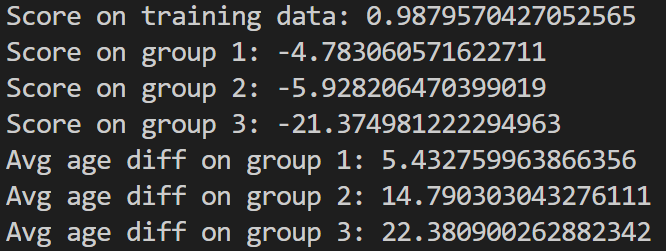 Score on training data: 0.9879570427052565
Score on group 1: -4.783060571622711
Score on group 2: -5.928206470399019
Score on group 3: -21.374981222294963
Avg age diff on group 1: 5.432759963866356
Avg age diff on group 2: 14.790303043276111
Avg age diff on group 3: 22.380900262882342